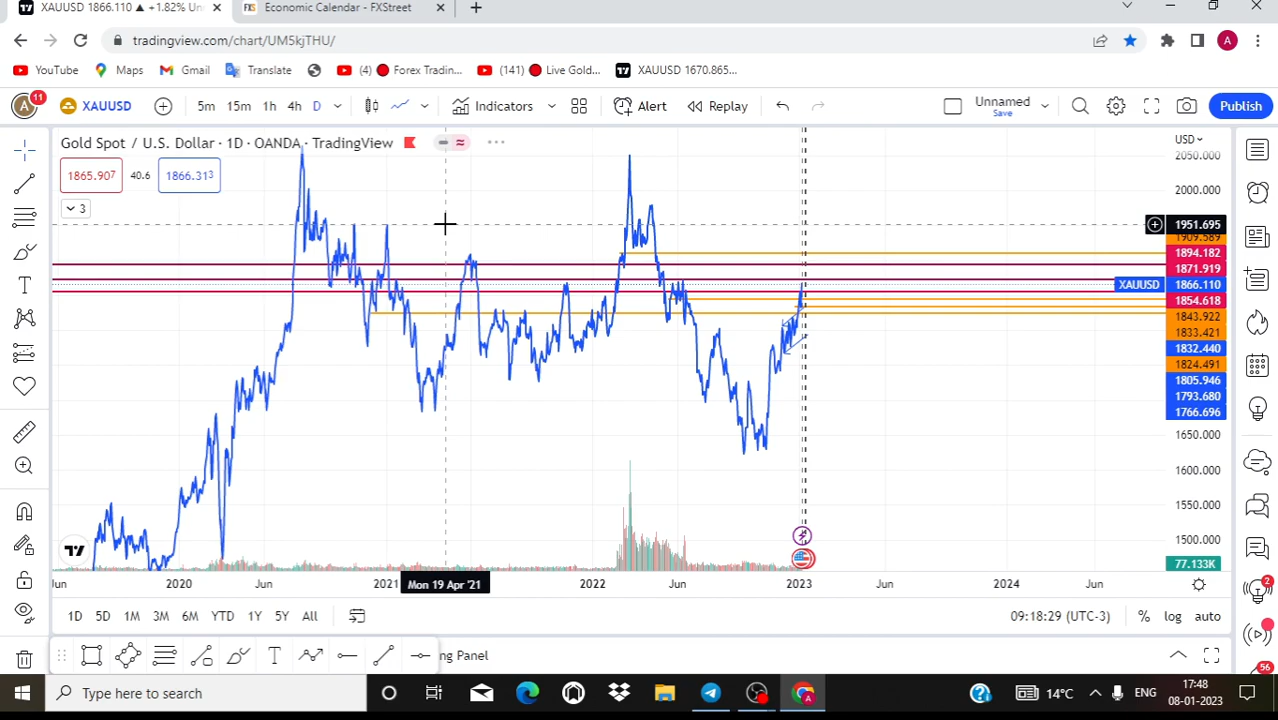 XAUUSD 1866.110 ▲ +1.82% Un
Economic Calendar - FXStreet
tradingview.com/chart/UM5kjTHU/
A
YouTube
Maps
Gmail
Translate
(4) 🔴 Forex Tradin...
(141) 🔴 Live Gold...
XAUUSD 1670.865...
A
11
XAUUSD
5m
15m
1h
4h
D
Indicators
Alert
Replay
Unnamed
Save
Publish
Gold Spot / U.S. Dollar · 1D · OANDA · TradingView
USD
1865.907
40.6
1866.313
3
2050.000
2000.000
1951.695
1909.589
1894.182
1871.919
XAUUSD
1866.110
1854.618
1843.922
1833.421
1832.440
1824.491
1805.946
1793.680
1766.696
1650.000
1600.000
1550.000
1500.000
77.133K
Jun
2020
Jun
2021
Mon 19 Apr '21
2022
Jun
2023
Jun
2024
Jun
1D
5D
1M
3M
6M
YTD
1Y
5Y
All
09:18:29 (UTC-3)
%
log
auto
2
56
ng Panel
Type here to search
14°C
ENG
17:48
08-01-2023